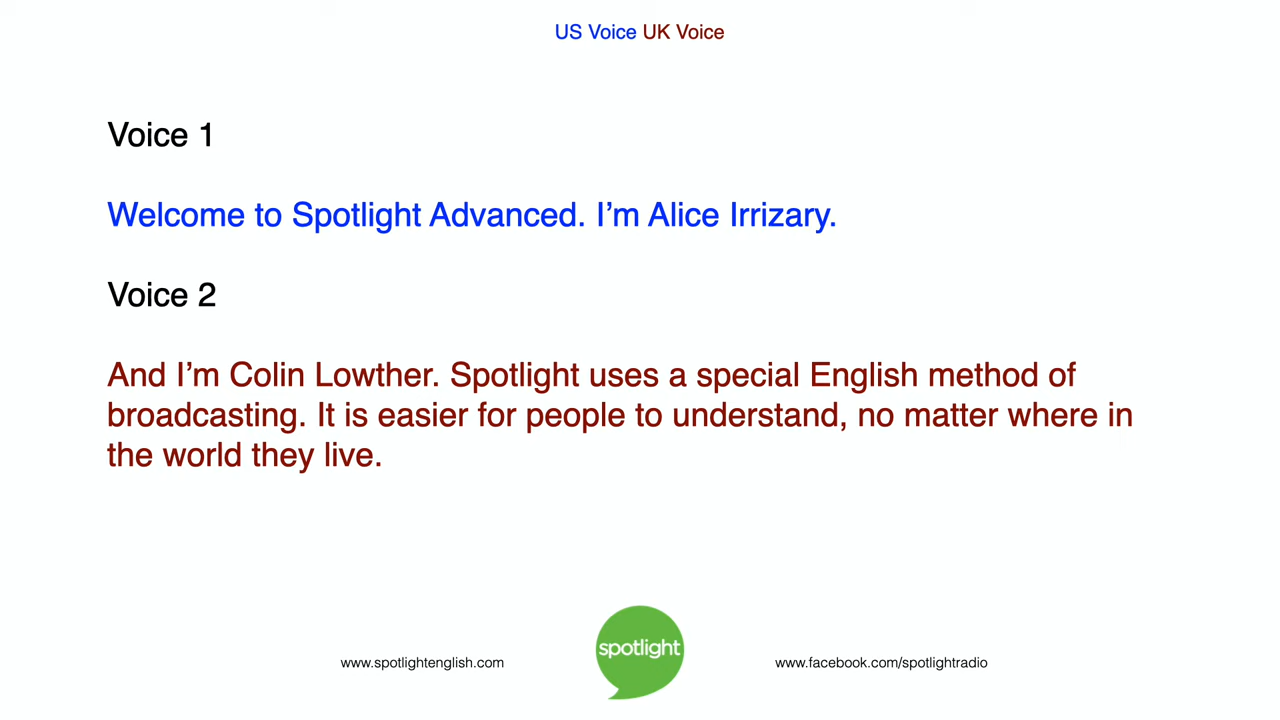 US Voice UK Voice
Voice 1
Welcome to Spotlight Advanced. I’m Alice Irrizary.
Voice 2
And I’m Colin Lowther. Spotlight uses a special English method of
broadcasting. It is easier for people to understand, no matter where in
the world they live.
spotlight
www.spotlightenglish.com
www.facebook.com/spotlightradio